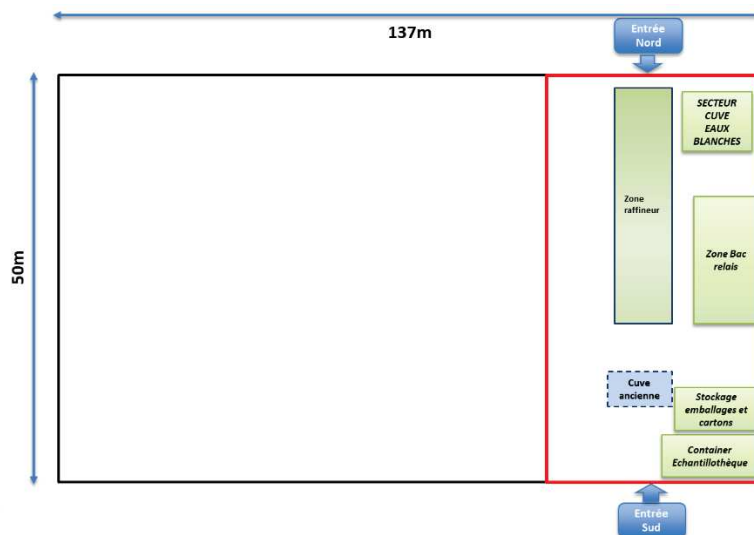 137m
Entrée
Nord
50m
SECTEUR
CUVE
EAUX
BLANCHES
Zone
raffineur
Zone Bac
relais
Cuve
ancienne
Stockage
emballages et
cartons
Container
Echantillothèque
Entrée
Sud